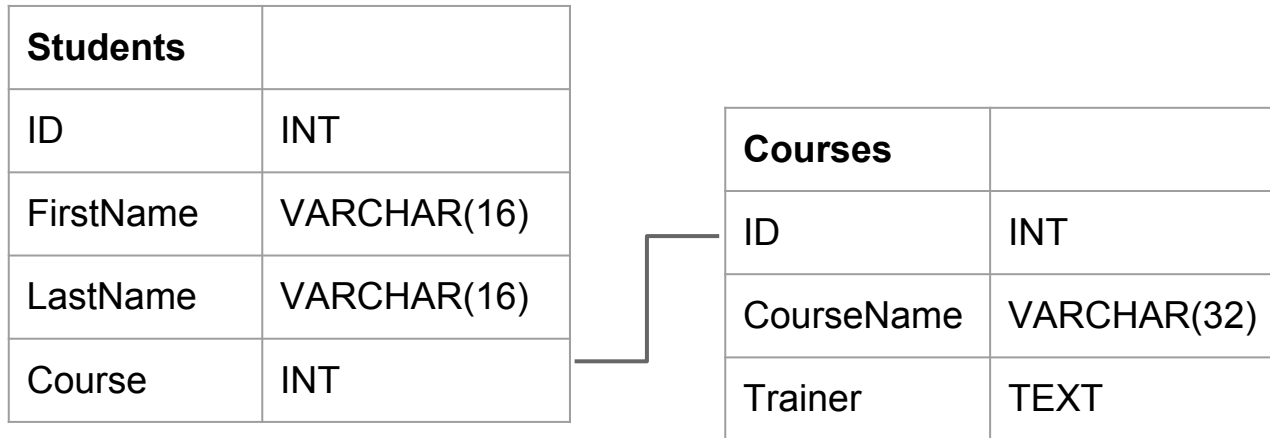 Students
ID INT
FirstName VARCHAR(16)
LastName VARCHAR(16)
Course INT
Courses
ID INT
CourseName VARCHAR(32)
Trainer TEXT